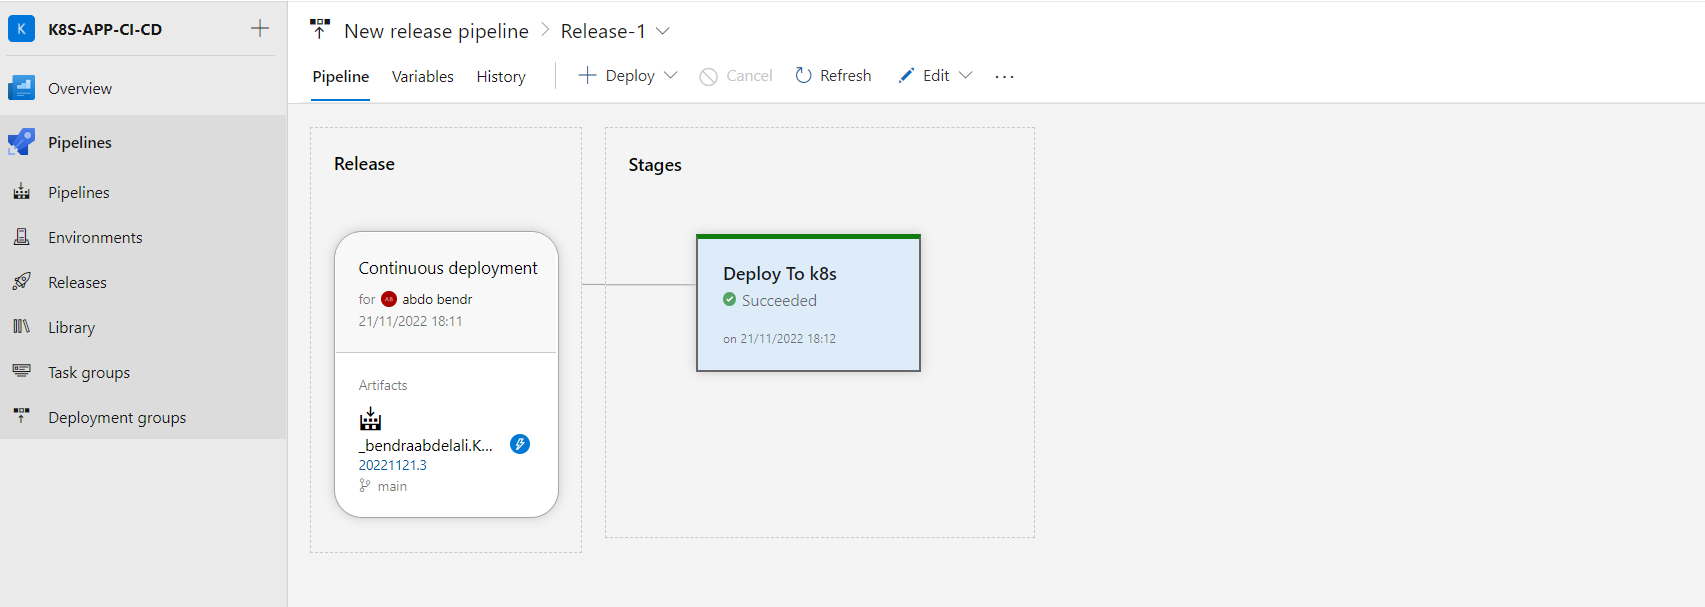 K K8S-APP-CI-CD
Overview
Pipelines
Pipelines
Environments
Releases
Library
Task groups
Deployment groups
New release pipeline > Release-1
Pipeline Variables History Deploy Cancel Refresh Edit ...
Release
Continuous deployment
for AB abdo bendr
21/11/2022 18:11
Artifacts
_bendraabdelali.K...
20221121.3
main
Stages
Deploy To k8s
Succeeded
on 21/11/2022 18:12